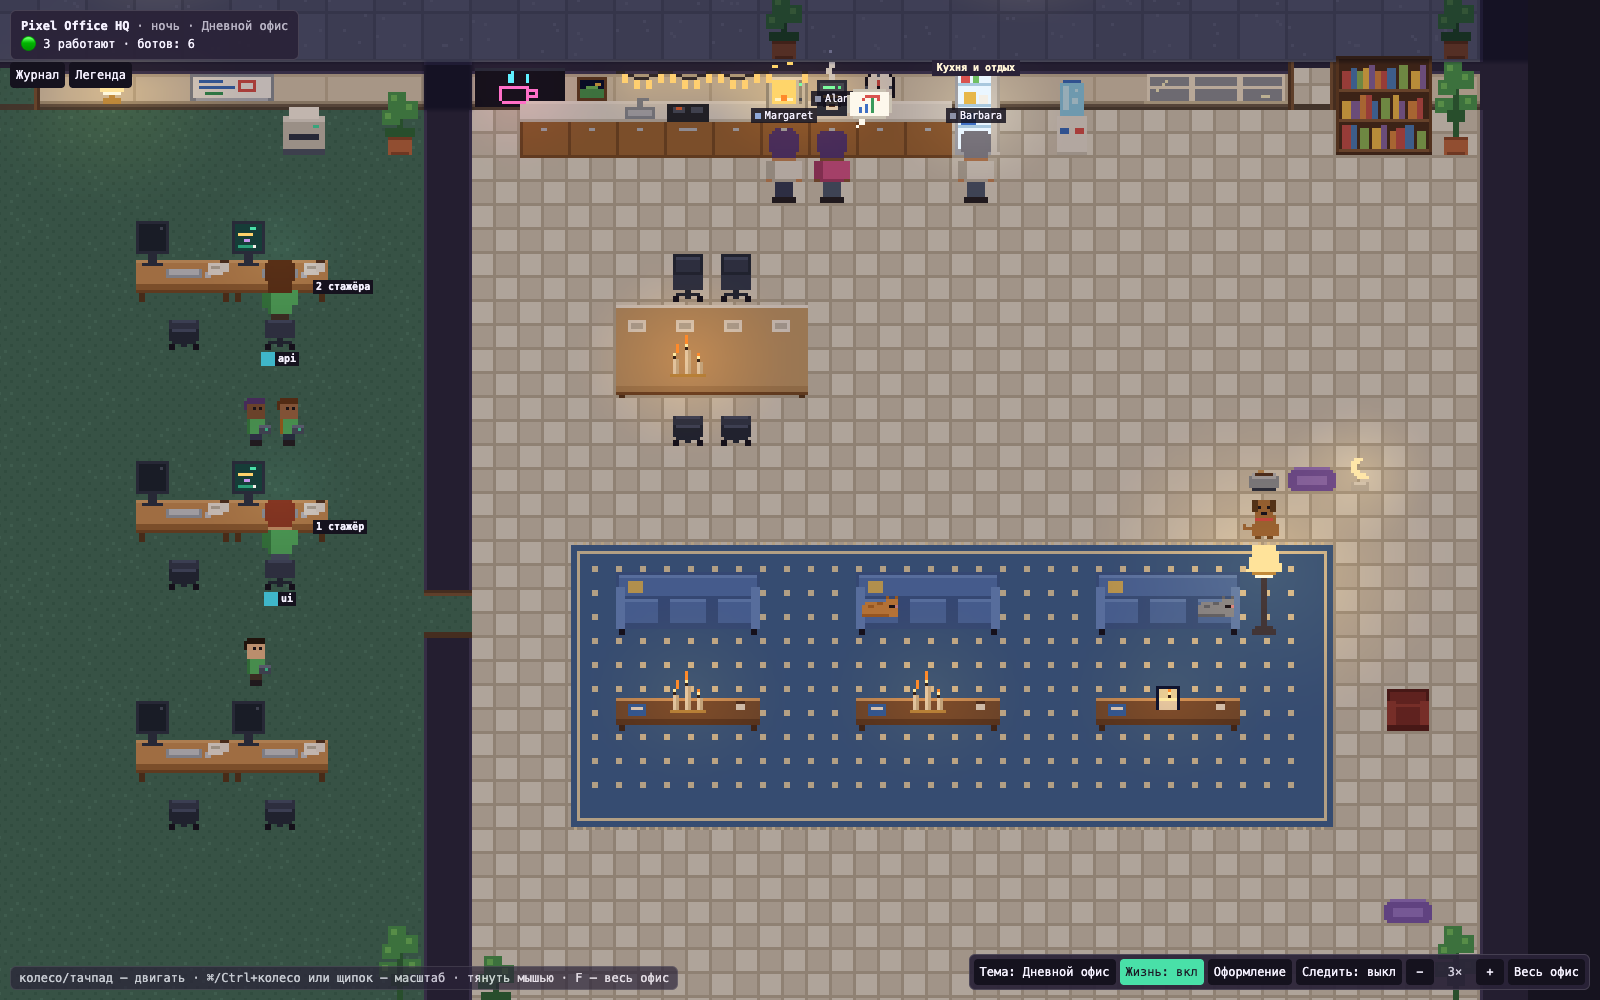 Pixel Office HQ · ночь · Дневной офис
3 работают · ботов: 6
Журнал
Легенда
Кухня и отдых
Alan
Margaret
Barbara
2 стажёра
api
1 стажёр
ui
колесо/тачпад — двигать · ⌘/Ctrl+колесо или щипок — масштаб · тянуть мышью · F — весь офис
Тема: Дневной офис
Жизнь: вкл
Оформление
Следить: выкл
−
3×
+
Весь офис